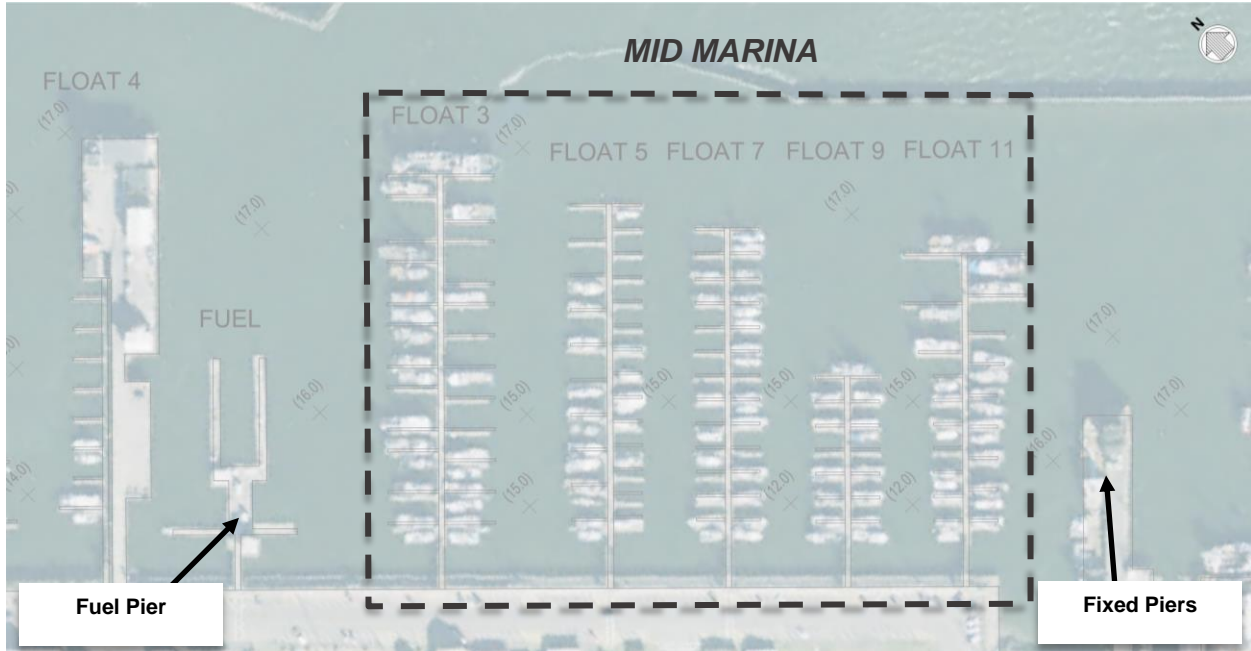 N
MID MARINA
FLOAT 4
FLOAT 3
(17.0)
(17.0)
FLOAT 5
FLOAT 7
FLOAT 9
FLOAT 11
(17.0)
(17.0)
(17.0)
FUEL
(16.0)
(15.0)
(15.0)
(15.0)
(15.0)
(17.0)
(14.0)
(15.0)
(12.0)
(12.0)
(16.0)
Fuel Pier
Fixed Piers